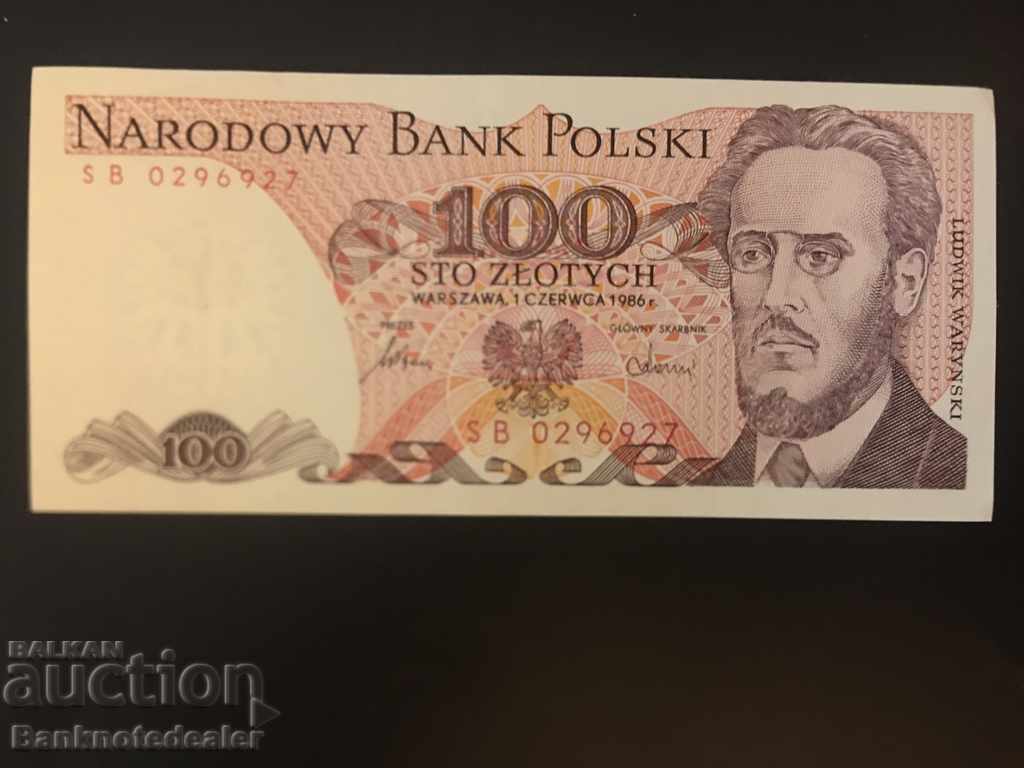 NARODOWY BANK POLSKI
SB 0296927
100
STO ZŁOTYCH
WARSZAWA, 1 CZERWCA 1986 r.
PREZES
GŁÓWNY SKARBNIK
LUDWIK WARYŃSKI
SB 0296927
100
BALKAN
auction
Banknotedealer